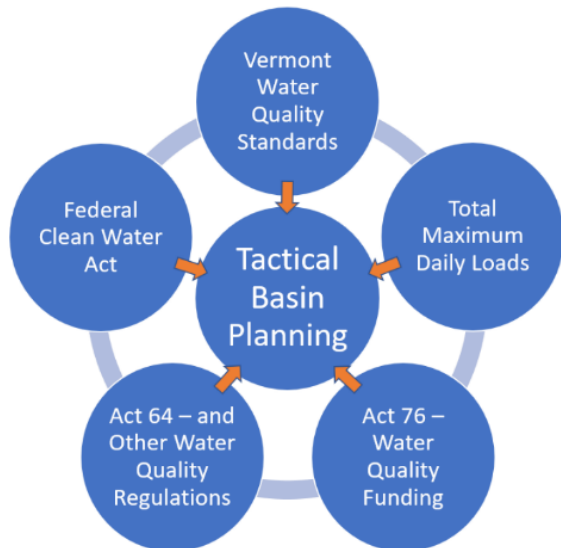 Vermont
Water
Quality
Standards
Federal
Clean Water
Act
Total
Maximum
Daily Loads
Tactical
Basin
Planning
Act 64 – and
Other Water
Quality
Regulations
Act 76 –
Water
Quality
Funding